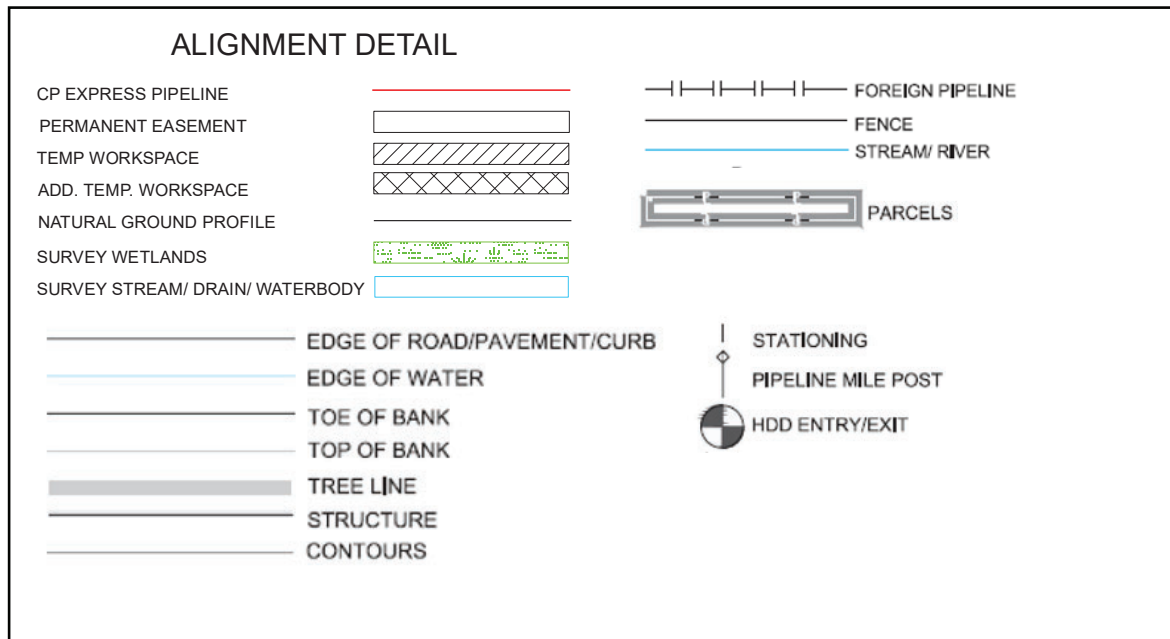 ALIGNMENT DETAIL
CP EXPRESS PIPELINE
PERMANENT EASEMENT
TEMP WORKSPACE
ADD. TEMP. WORKSPACE
NATURAL GROUND PROFILE
SURVEY WETLANDS
SURVEY STREAM/ DRAIN/ WATERBODY
FOREIGN PIPELINE
FENCE
STREAM/ RIVER
PARCELS
EDGE OF ROAD/PAVEMENT/CURB
EDGE OF WATER
TOE OF BANK
TOP OF BANK
TREE LINE
STRUCTURE
CONTOURS
STATIONING
PIPELINE MILE POST
HDD ENTRY/EXIT